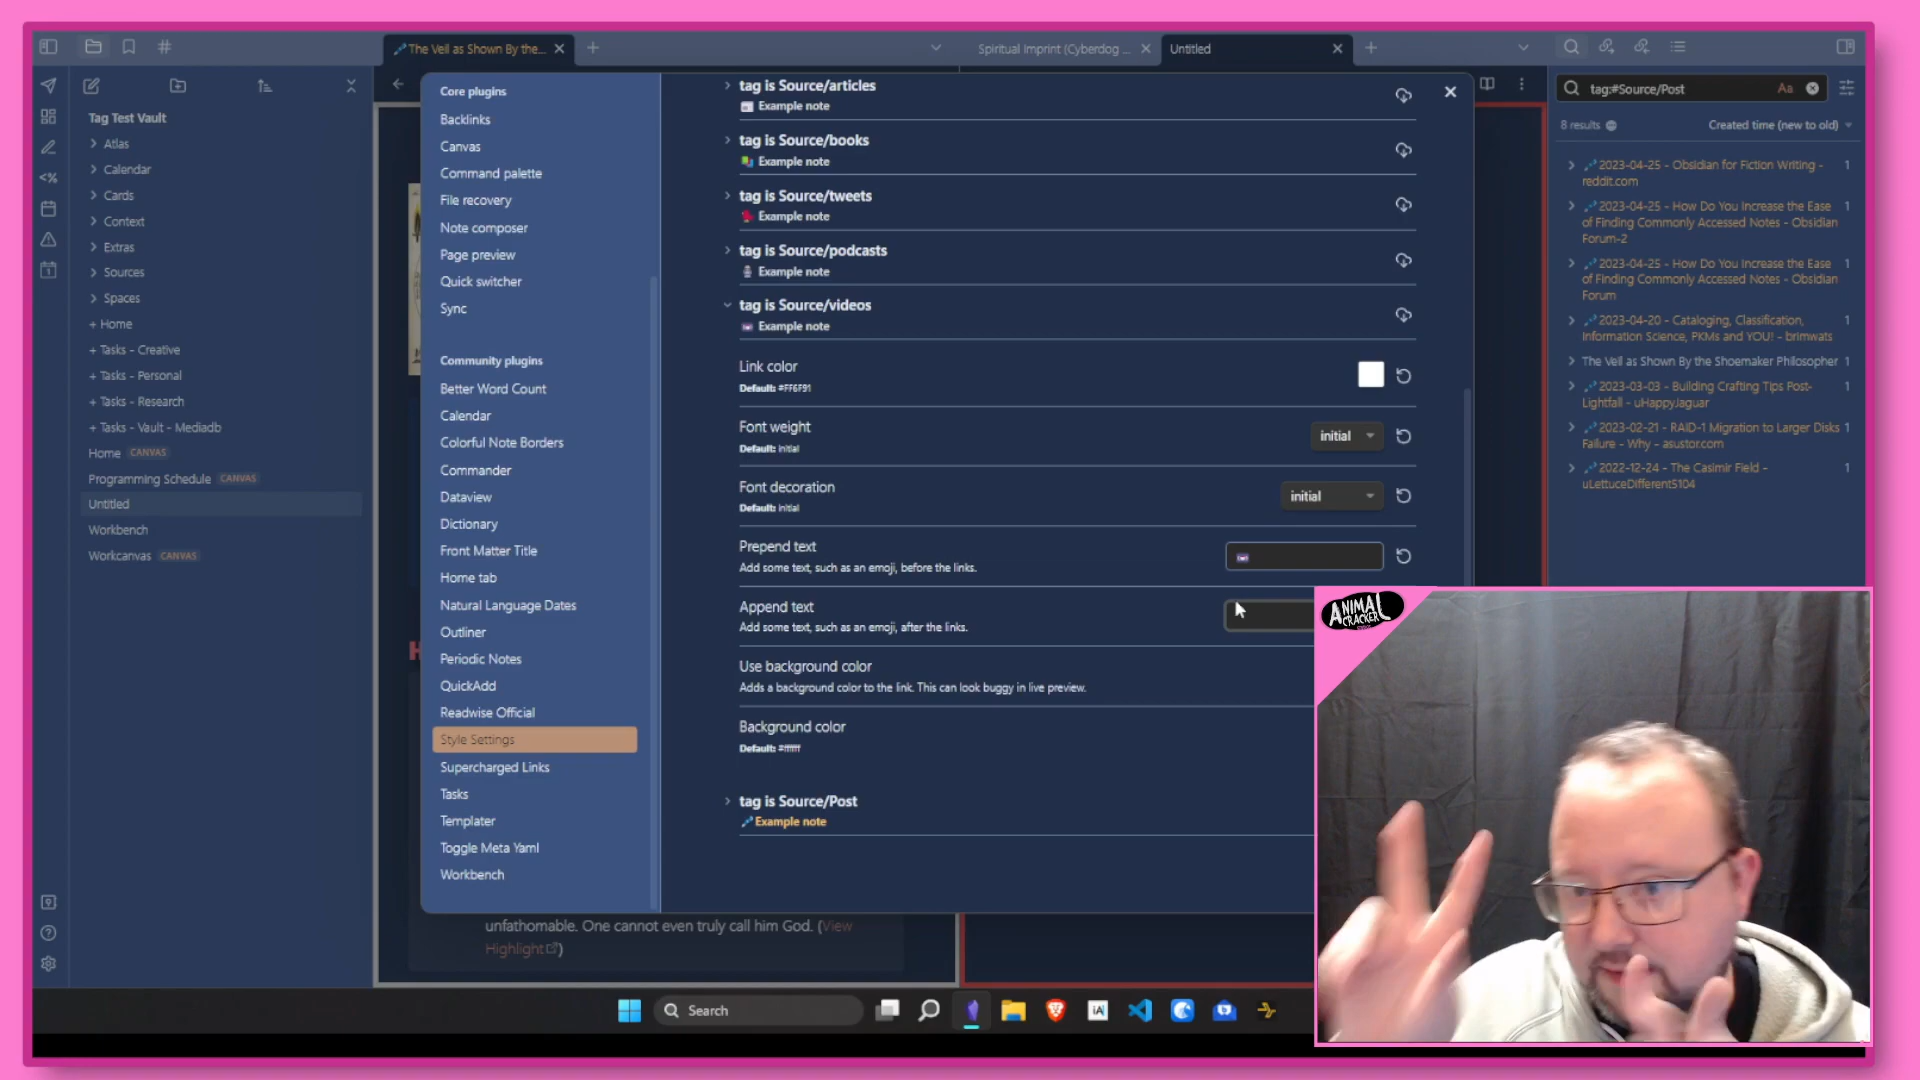 The Veil as Shown By the...
Spiritual Imprint (Cyberdog ...
Untitled
Tag Test Vault
Atlas
Calendar
Cards
Context
Extras
Sources
Spaces
+ Home
+ Tasks - Creative
+ Tasks - Personal
+ Tasks - Research
+ Tasks - Vault - Mediadb
Home CANVAS
Programming Schedule CANVAS
Untitled
Workbench
Workcanvas CANVAS
Core plugins
Backlinks
Canvas
Command palette
File recovery
Note composer
Page preview
Quick switcher
Sync
Community plugins
Better Word Count
Calendar
Colorful Note Borders
Commander
Dataview
Dictionary
Front Matter Title
Home tab
Natural Language Dates
Outliner
Periodic Notes
QuickAdd
Readwise Official
Style Settings
Supercharged Links
Tasks
Templater
Toggle Meta Yaml
Workbench
tag is Source/articles
Example note
tag is Source/books
Example note
tag is Source/tweets
Example note
tag is Source/podcasts
Example note
tag is Source/videos
Example note
Link color
Default: #FF6F91
Font weight
initial
Default: initial
Font decoration
initial
Default: initial
Prepend text
Add some text, such as an emoji, before the links.
Append text
Add some text, such as an emoji, after the links.
Use background color
Adds a background color to the link. This can look buggy in live preview.
Background color
Default: #ffffff
tag is Source/Post
Example note
H
unfathomable. One cannot even truly call him God. (View
Highlight)
tag:#Source/Post
Aa
8 results
Created time (new to old)
2023-04-25 - Obsidian for Fiction Writing - 1
reddit.com
2023-04-25 - How Do You Increase the Ease 1
of Finding Commonly Accessed Notes - Obsidian
Forum-2
2023-04-25 - How Do You Increase the Ease 1
of Finding Commonly Accessed Notes - Obsidian
Forum
2023-04-20 - Cataloging, Classification, 1
Information Science, PKMs and YOU! - brimwats
The Veil as Shown By the Shoemaker Philosopher 1
2023-03-03 - Building Crafting Tips Post- 1
Lightfall - uHappyJaguar
2023-02-21 - RAID-1 Migration to Larger Disks 1
Failure - Why - asustor.com
2022-12-24 - The Casimir Field - 1
uLettuceDifferent5104
ANIMAL
CRACKER
Search
iA